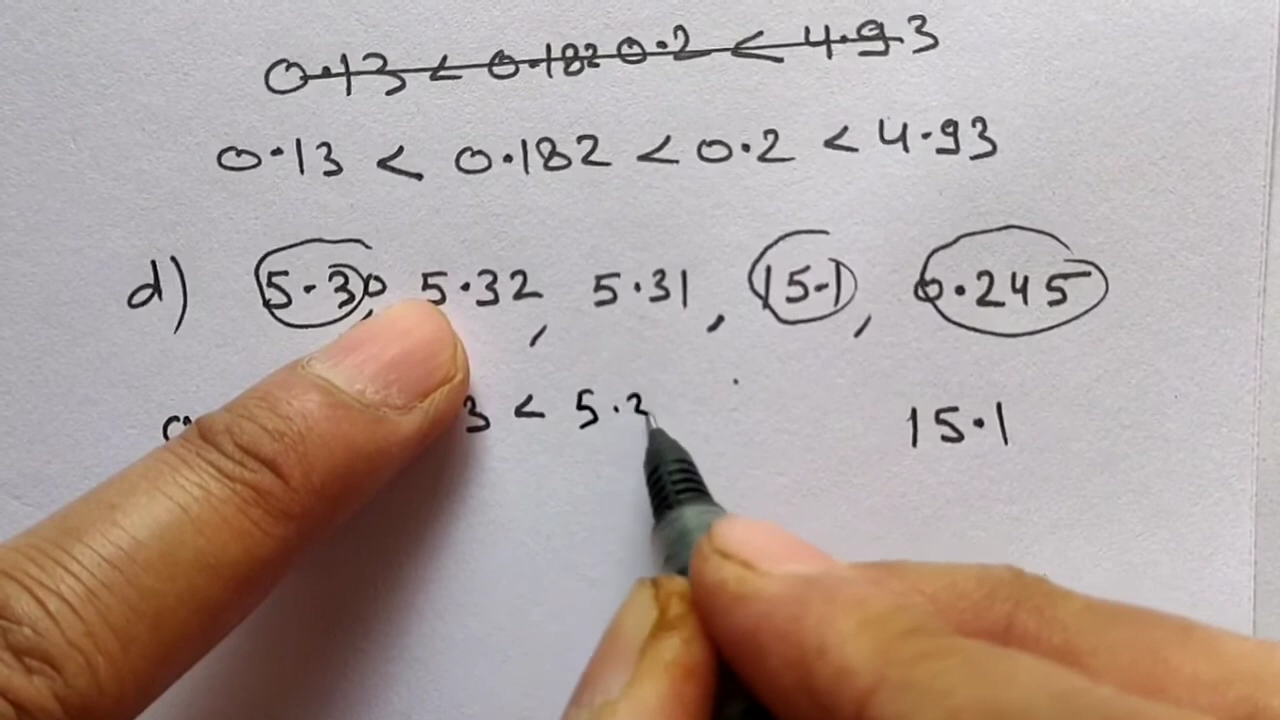 0.13 < 0.182 0.2 < 4.93
0.13 < 0.182 < 0.2 < 4.93
d) 5.30, 5.32, 5.31, 15.1, 0.245
3 < 5.3 15.1